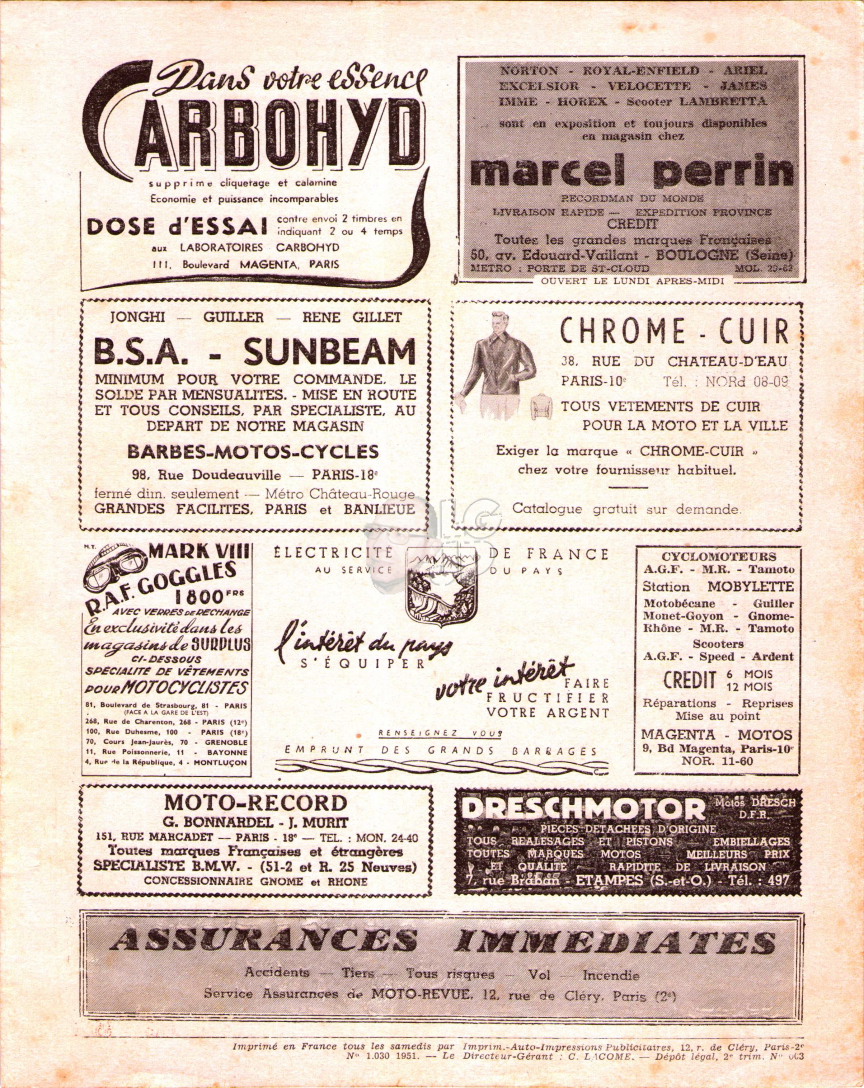 Dans votre essence
CARBOHYD
supprime cliquetage et calamine
Economie et puissance incomparables
DOSE d'ESSAI contre envoi 2 timbres en
indiquant 2 ou 4 temps
aux LABORATOIRES CARBOHYD
111, Boulevard MAGENTA, PARIS
NORTON - ROYAL-ENFIELD - ARIEL
EXCELSIOR - VELOCETTE - JAMES
IMME - HOREX - Scooter LAMBRETTA
sont en exposition et toujours disponibles
en magasin chez
marcel perrin
RECORDMAN DU MONDE
LIVRAISON RAPIDE — EXPEDITION PROVINCE
CREDIT
Toutes les grandes marques Françaises
50, av. Edouard-Vaillant - BOULOGNE (Seine)
METRO : PORTE DE ST-CLOUD MOL. 29-62
OUVERT LE LUNDI APRES-MIDI
JONGHI — GUILLER — RENE GILLET
B.S.A. - SUNBEAM
MINIMUM POUR VOTRE COMMANDE. LE
SOLDE PAR MENSUALITES. - MISE EN ROUTE
ET TOUS CONSEILS, PAR SPECIALISTE, AU
DEPART DE NOTRE MAGASIN
BARBES-MOTOS-CYCLES
98, Rue Doudeauville — PARIS-18e
fermé dim. seulement — Métro Château-Rouge
GRANDES FACILITES, PARIS et BANLIEUE
CHROME - CUIR
38, RUE DU CHATEAU-D'EAU
PARIS-10e Tél. : NORd 08-09
TOUS VETEMENTS DE CUIR
POUR LA MOTO ET LA VILLE
Exiger la marque « CHROME-CUIR »
chez votre fournisseur habituel.
Catalogue gratuit sur demande.
N.T. MARK VIII
R.A.F. GOGGLES
1800 FRS
AVEC VERRES DE RECHANGE
En exclusivité dans les
magasins de SURPLUS
CI-DESSOUS
SPECIALITE DE VÊTEMENTS
POUR MOTOCYCLISTES
81, Boulevard de Strasbourg, 81 - PARIS
(FACE A LA GARE DE L'EST)
268, Rue de Charenton, 268 - PARIS (12e)
100, Rue Duhesme, 100 - PARIS (18e)
70, Cours Jean-Jaurès, 70 - GRENOBLE
11, Rue Poissonnerie, 11 - BAYONNE
4, Rue de la République, 4 - MONTLUÇON
ÉLECTRICITÉ DE FRANCE
AU SERVICE DU PAYS
l'intérêt du pays
S'ÉQUIPER
votre intérêt
FAIRE
FRUCTIFIER
VOTRE ARGENT
RENSEIGNEZ VOUS
EMPRUNT DES GRANDS BARRAGES
CYCLOMOTEURS
A.G.F. - M.R. - Tamoto
Station MOBYLETTE
Motobécane - Guiller
Monet-Goyon - Gnome-
Rhône - M.R. - Tamoto
Scooters
A.G.F. - Speed - Ardent
CREDIT 6 MOIS
12 MOIS
Réparations - Reprises
Mise au point
MAGENTA - MOTOS
9, Bd Magenta, Paris-10e
NOR. 11-60
MOTO-RECORD
G. BONNARDEL - J. MURIT
151, RUE MARCADET — PARIS - 18e — TEL. : MON. 24-40
Toutes marques Françaises et étrangères
SPECIALISTE B.M.W. - (51-2 et R. 25 Neuves)
CONCESSIONNAIRE GNOME et RHONE
DRESCHMOTOR Motos DRESCH
D.F.R.
PIECES DETACHEES D'ORIGINE
TOUS REALESAGES ET PISTONS EMBIELLAGES
TOUTES MARQUES MOTOS MEILLEURS PRIX
ET QUALITE RAPIDITE DE LIVRAISON
7, rue Braban - ETAMPES (S.-et-O.) - Tél. : 497
ASSURANCES IMMEDIATES
Accidents — Tiers — Tous risques — Vol — Incendie
Service Assurances de MOTO-REVUE, 12, rue de Cléry, Paris (2e)
Imprimé en France tous les samedis par Imprim.-Auto-Impressions Publicitaires, 12, r. de Cléry, Paris-2e
No 1.030 1951. — Le Directeur-Gérant : C. LACOME. — Dépôt légal, 2e trim. No